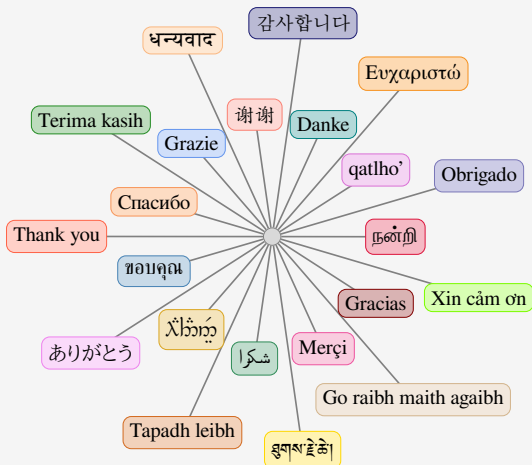 감사합니다
धन्यवाद
Ευχαριστώ
谢谢
Terima kasih
Danke
Grazie
qatlho’
Obrigado
Спасибо
Thank you
நன்றி
ขอบคุณ
Gracias
Xin cảm ơn
ありがとう
شكرا
Merçi
Go raibh maith agaibh
Tapadh leibh
ཐུགས་རྗེ་ཆེ།